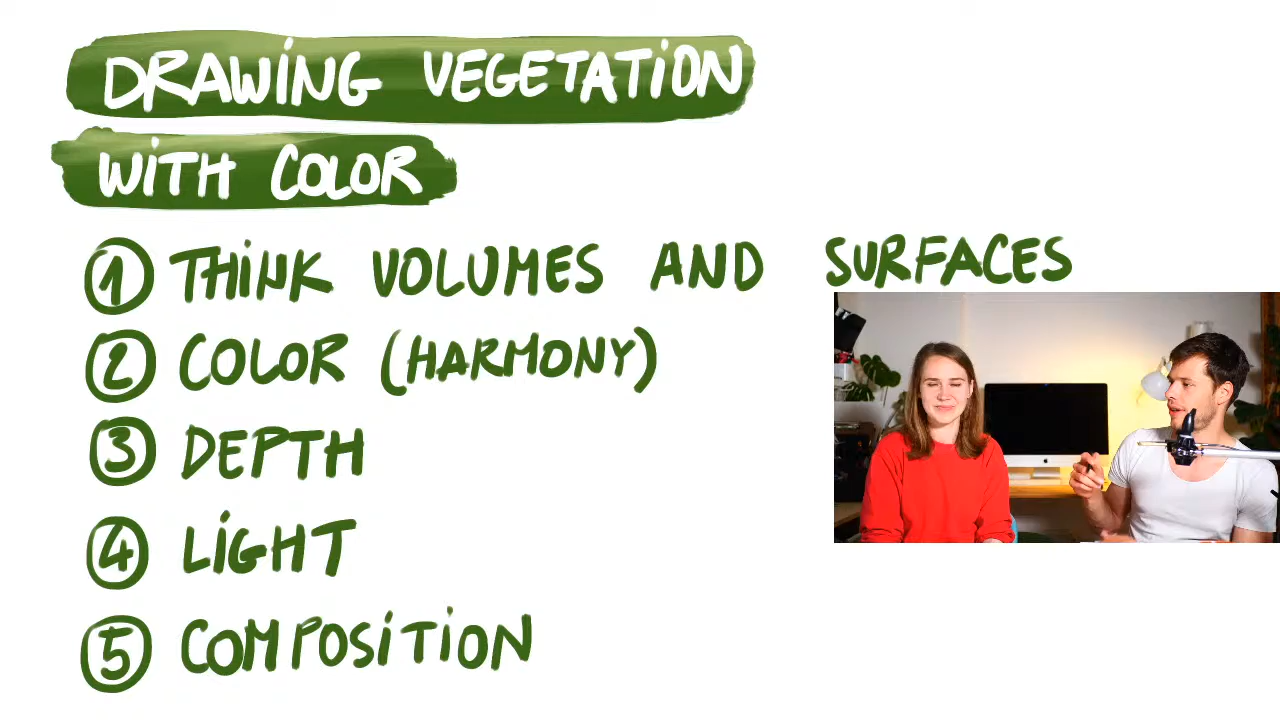 DRAWING VEGETATION
WITH COLOR
1 THINK VOLUMES AND SURFACES
2 COLOR (HARMONY)
3 DEPTH
4 LIGHT
5 COMPOSITION